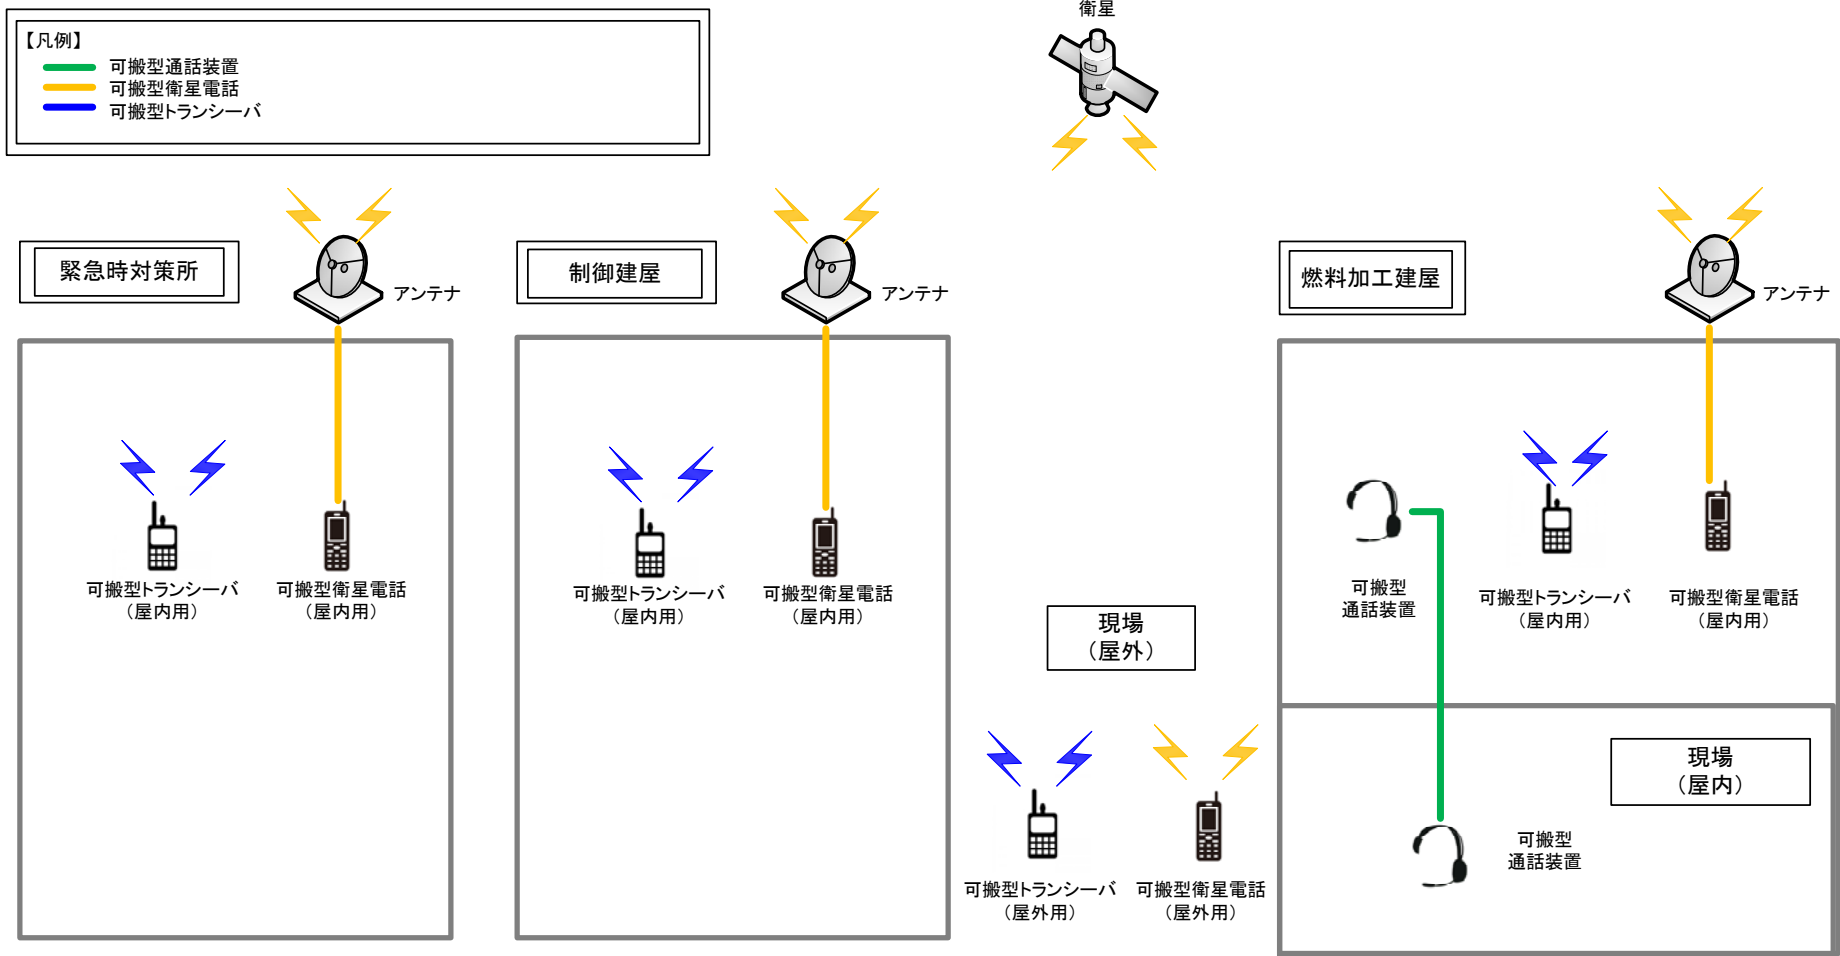 衛星
【凡例】
可搬型通話装置
可搬型衛星電話
可搬型トランシーバ
緊急時対策所
アンテナ
制御建屋
アンテナ
燃料加工建屋
アンテナ
可搬型トランシーバ
（屋内用）
可搬型衛星電話
（屋内用）
可搬型トランシーバ
（屋内用）
可搬型衛星電話
（屋内用）
可搬型
通話装置
可搬型トランシーバ
（屋内用）
可搬型衛星電話
（屋内用）
現場
（屋外）
可搬型トランシーバ
（屋外用）
可搬型衛星電話
（屋外用）
現場
（屋内）
可搬型
通話装置